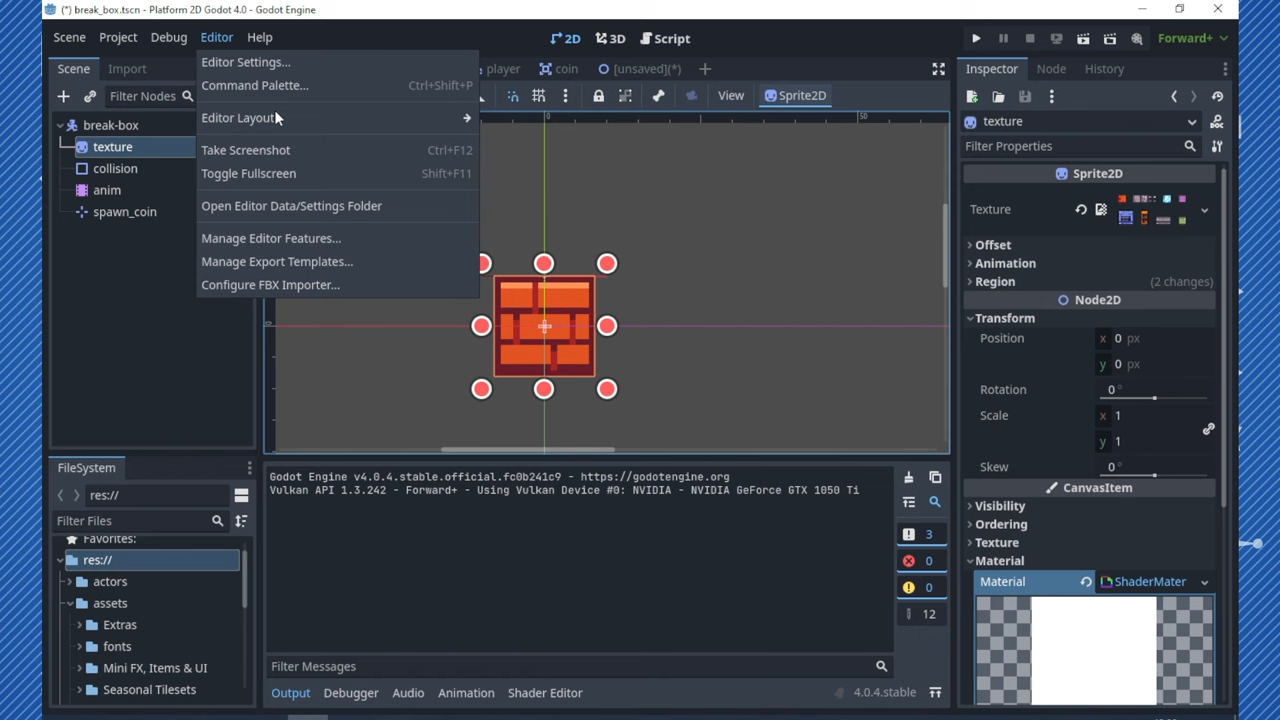 (*) break_box.tscn - Platform 2D Godot 4.0 - Godot Engine
Scene Project Debug Editor Help
2D 3D Script
Forward+
Scene Import
player coin [unsaved](*)
Inspector Node History
Filter Nodes
View Sprite2D
break-box
texture
collision
anim
spawn_coin
Editor Settings...
Command Palette... Ctrl+Shift+P
Editor Layout
Take Screenshot Ctrl+F12
Toggle Fullscreen Shift+F11
Open Editor Data/Settings Folder
Manage Editor Features...
Manage Export Templates...
Configure FBX Importer...
0 50
0
texture
Filter Properties
Sprite2D
Texture
Offset
Animation
Region (2 changes)
Node2D
Transform
Position x 0 px
y 0 px
Rotation 0 °
Scale x 1
y 1
Skew 0 °
CanvasItem
Visibility
Ordering
Texture
Material
Material ShaderMater
FileSystem
res://
Filter Files
Favorites:
res://
actors
assets
Extras
fonts
Mini FX, Items & UI
Seasonal Tilesets
Godot Engine v4.0.4.stable.official.fc0b241c9 - https://godotengine.org
Vulkan API 1.3.242 - Forward+ - Using Vulkan Device #0: NVIDIA - NVIDIA GeForce GTX 1050 Ti
3
0
0
12
Filter Messages
Output Debugger Audio Animation Shader Editor
4.0.4.stable